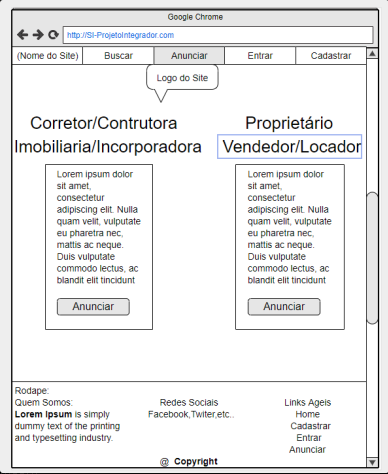 Google Chrome
http://SI-ProjetoIntegrador.com
(Nome do Site) Buscar Anunciar Entrar Cadastrar
Logo do Site
Corretor/Contrutora
Imobiliaria/Incorporadora
Lorem ipsum dolor
sit amet,
consectetur
adipiscing elit. Nulla
quam velit, vulputate
eu pharetra nec,
mattis ac neque.
Duis vulputate
commodo lectus, ac
blandit elit tincidunt
Anunciar
Proprietário
Vendedor/Locador
Lorem ipsum dolor
sit amet,
consectetur
adipiscing elit. Nulla
quam velit, vulputate
eu pharetra nec,
mattis ac neque.
Duis vulputate
commodo lectus, ac
blandit elit tincidunt
Anunciar
Rodape:
Quem Somos:
Lorem Ipsum is simply
dummy text of the printing
and typesetting industry.
Redes Sociais
Facebook,Twiter,etc..
Links Ageis
Home
Cadastrar
Entrar
Anunciar
@ Copyright